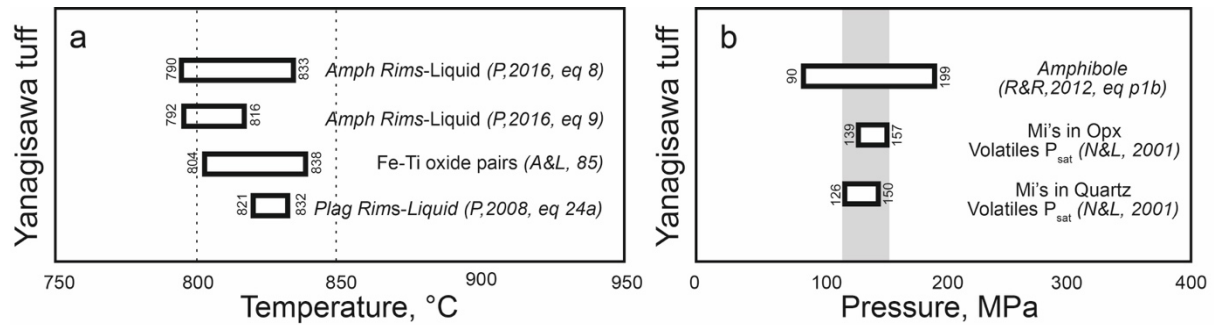 a
Yanagisawa tuff
790
833
Amph Rims-Liquid (P,2016, eq 8)
792
816
Amph Rims-Liquid (P,2016, eq 9)
804
838
Fe-Ti oxide pairs (A&L, 85)
821
832
Plag Rims-Liquid (P,2008, eq 24a)
750
800
850
900
950
Temperature, °C
b
Yanagisawa tuff
90
199
Amphibole
(R&R,2012, eq p1b)
139
157
Mi's in Opx
Volatiles Psat (N&L, 2001)
126
150
Mi's in Quartz
Volatiles Psat (N&L, 2001)
0
100
200
300
400
Pressure, MPa